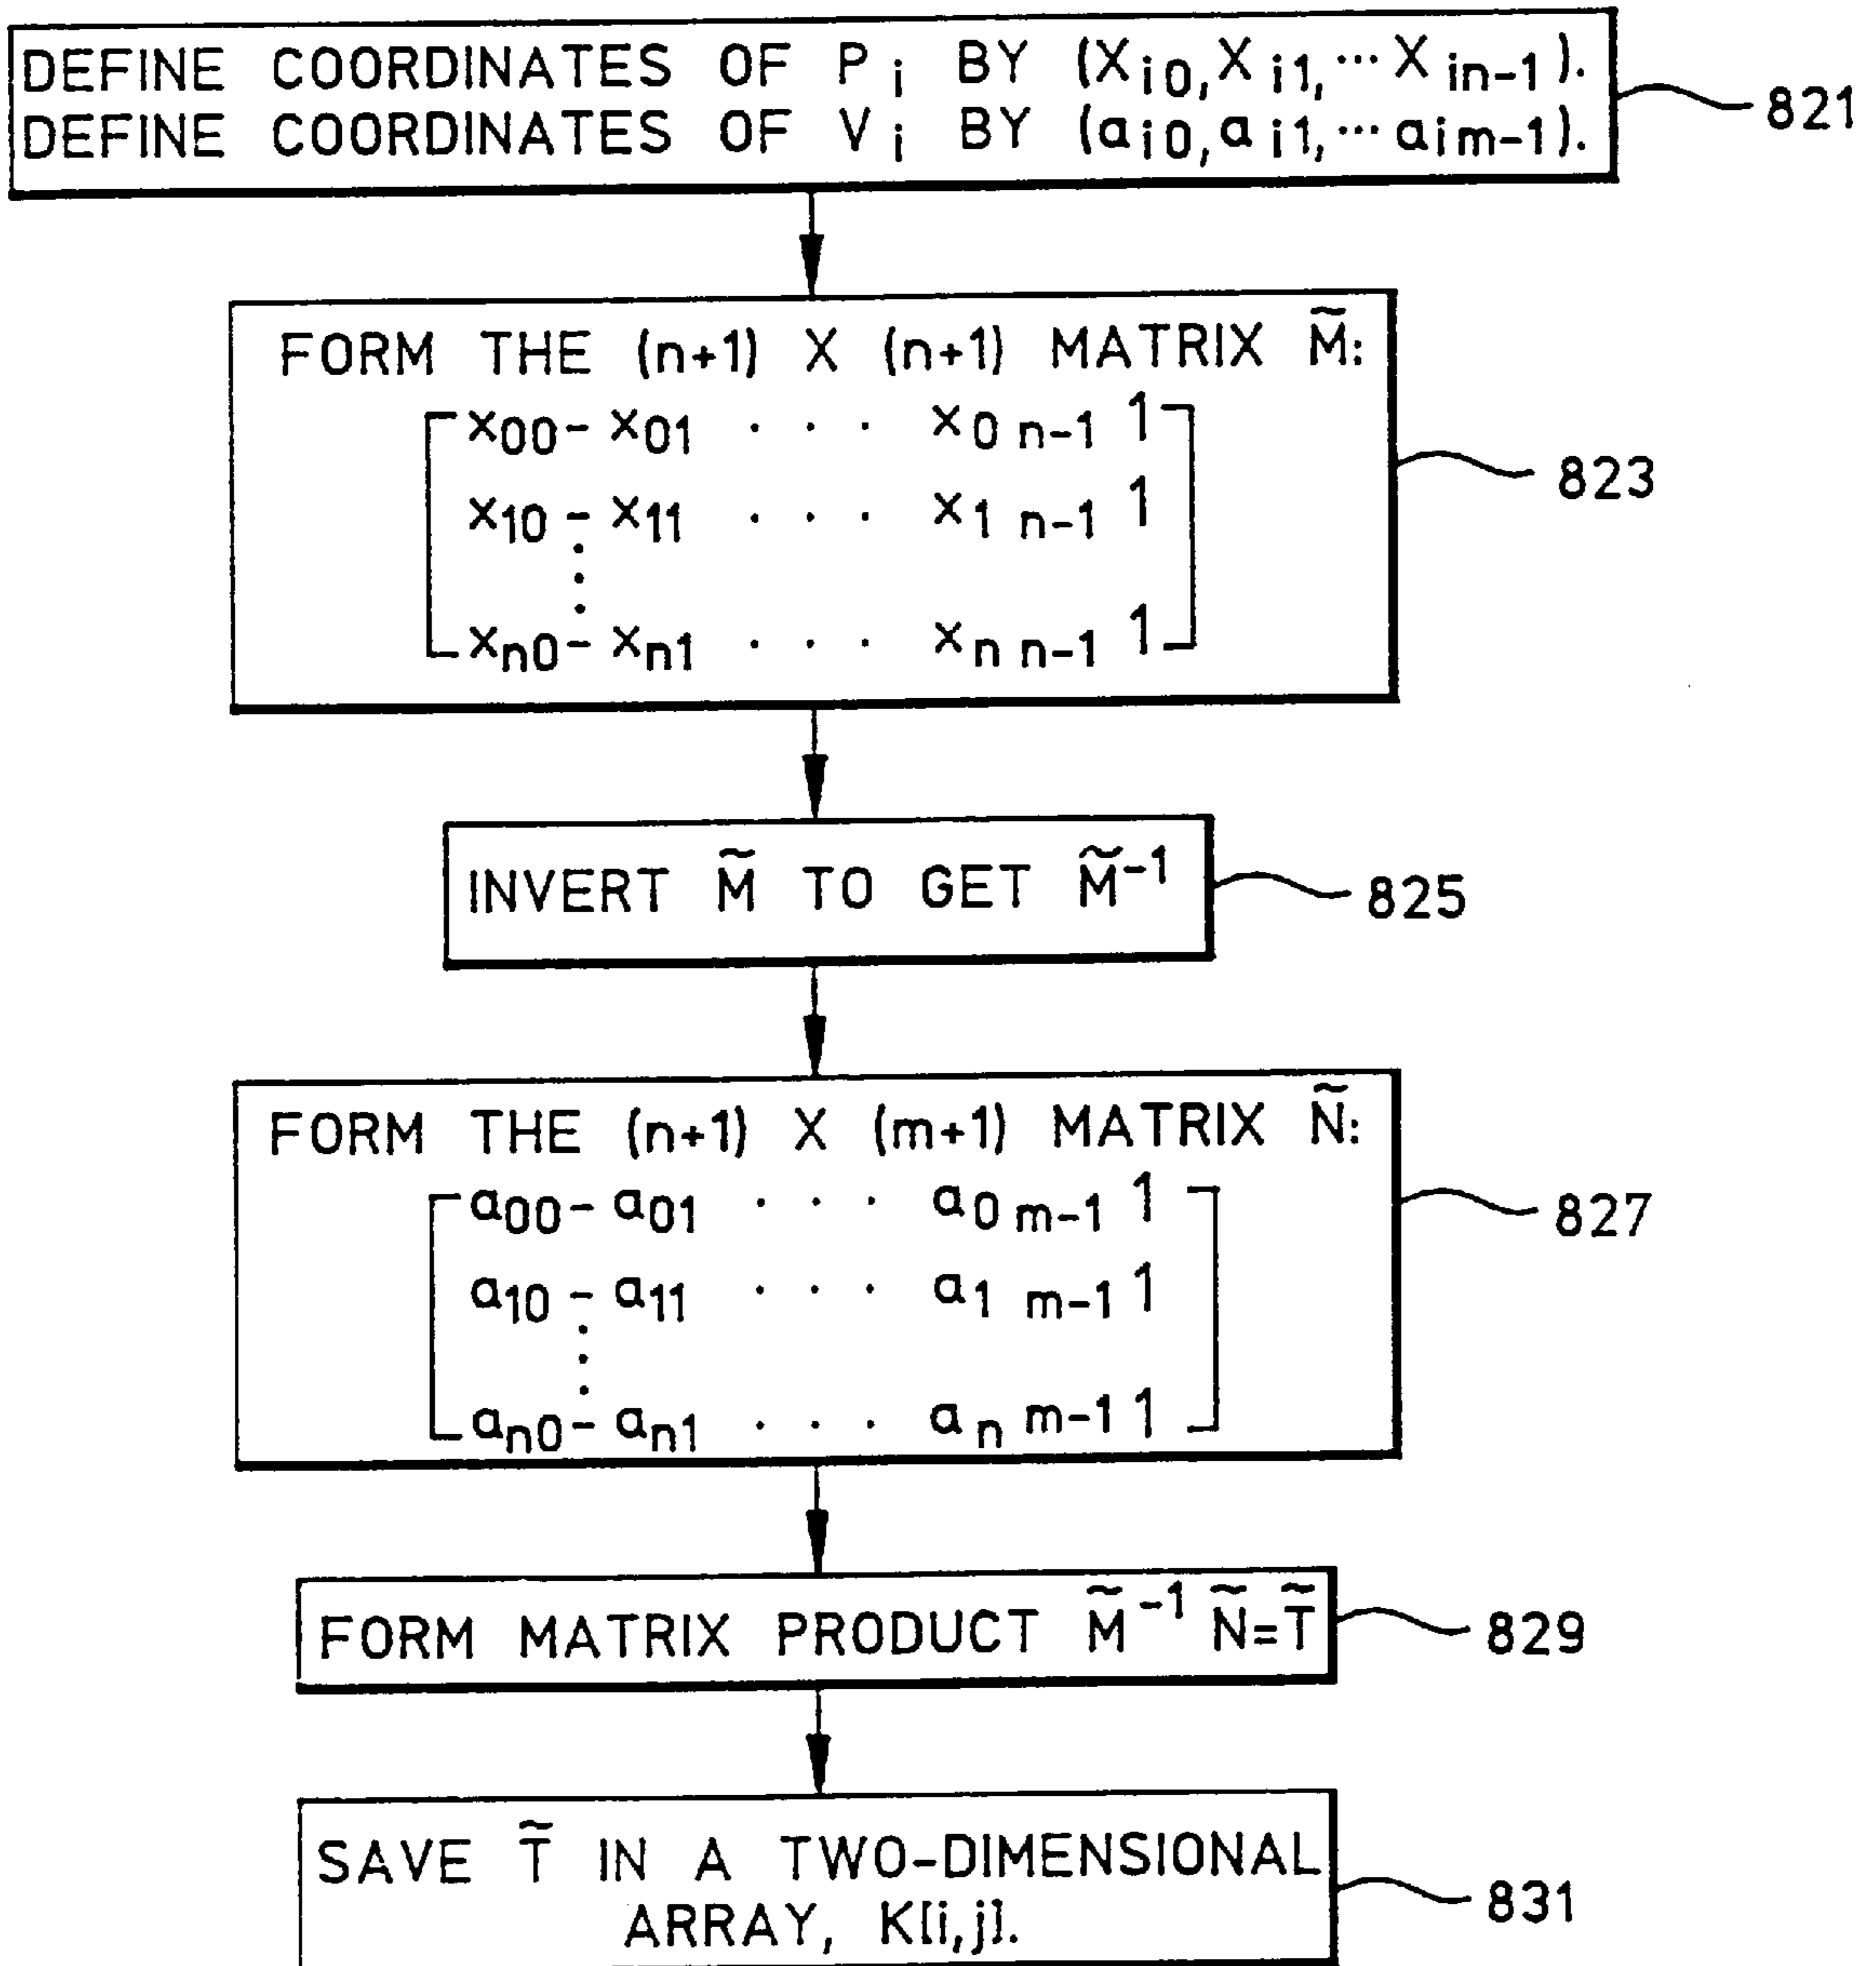 DEFINE COORDINATES OF P i BY (X i0, X i1, ... X in-1 ).
DEFINE COORDINATES OF V i BY (a i0, a i1, ... a im-1).
821
FORM THE (n+1) X (n+1) MATRIX M̃:
x00 - x01 . . . x0 n-1 1
x10 - x11 . . . x1 n-1 1
xn0 - xn1 . . . xn n-1 1
823
INVERT M̃ TO GET M̃⁻¹
825
FORM THE (n+1) X (m+1) MATRIX Ñ:
a00 - a01 . . . a0 m-1 1
a10 - a11 . . . a1 m-1 1
an0 - an1 . . . an m-1 1
827
FORM MATRIX PRODUCT M̃⁻¹ Ñ=T̃
829
SAVE T̃ IN A TWO-DIMENSIONAL
ARRAY, K[i,j].
831